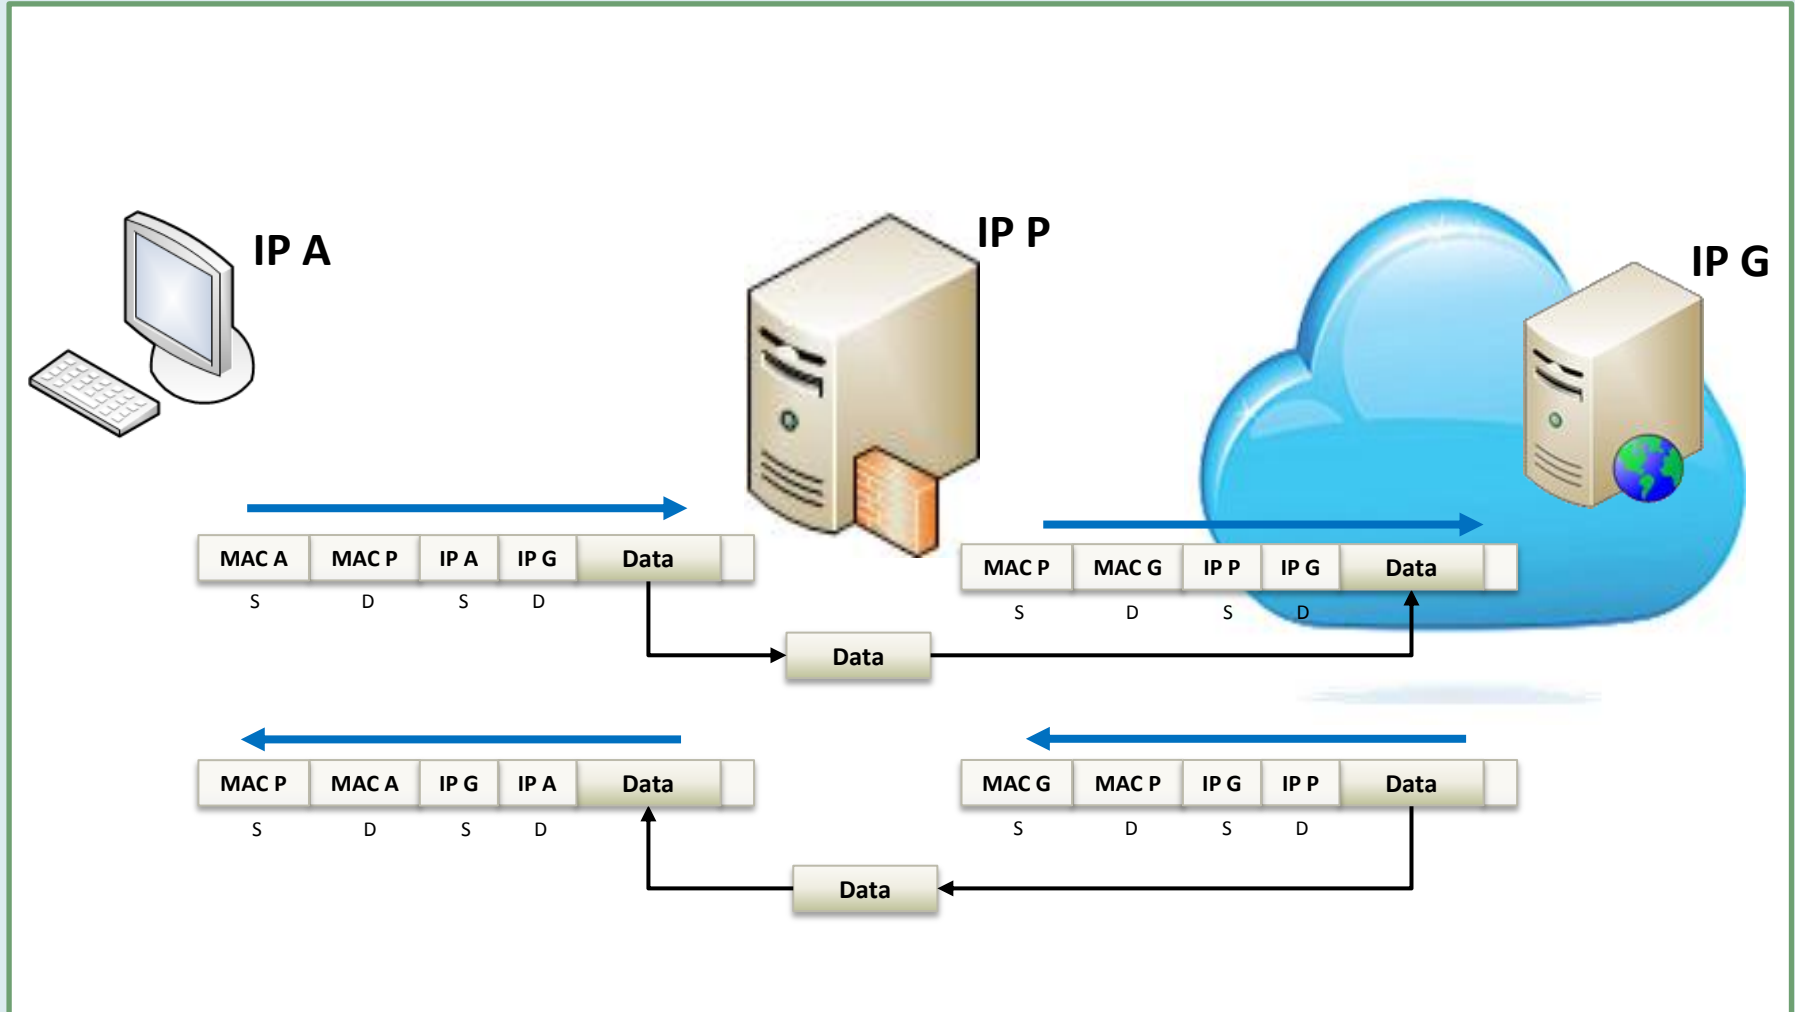 IP A
IP P
IP G
MAC A MAC P IP A IP G Data
S D S D
MAC P MAC G IP P IP G Data
S D S D
Data
MAC P MAC A IP G IP A Data
S D S D
MAC G MAC P IP G IP P Data
S D S D
Data